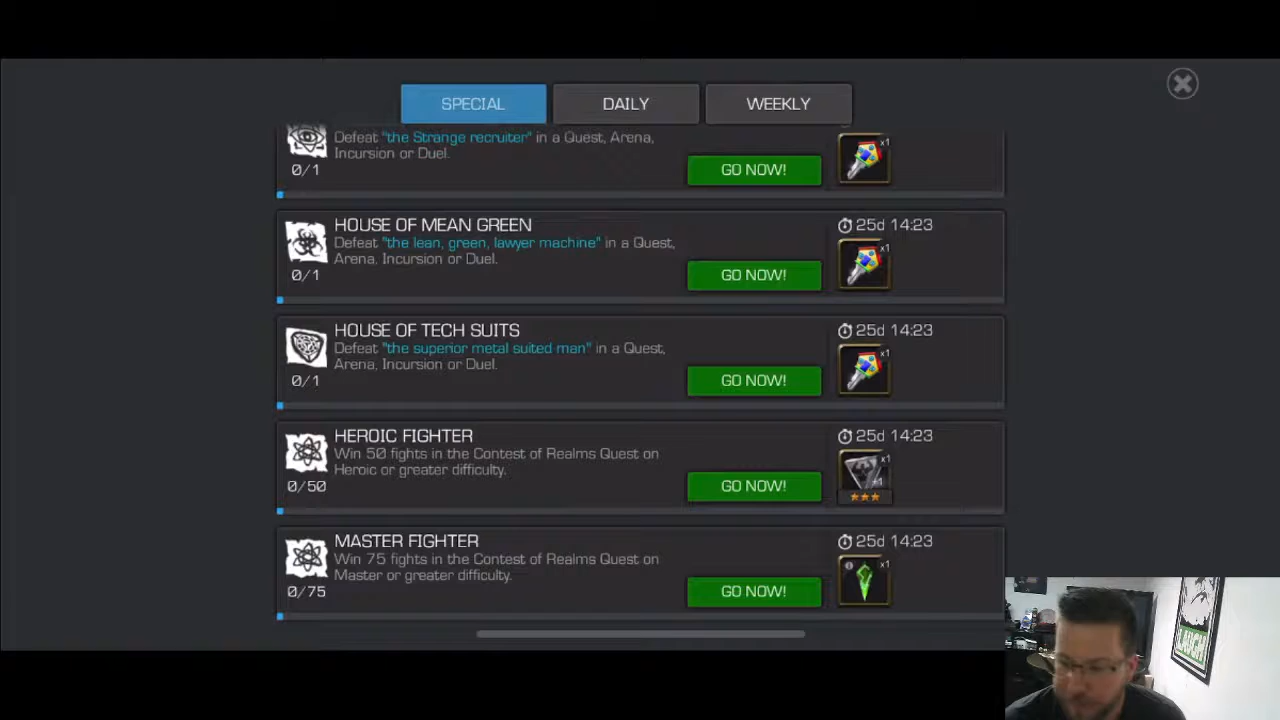 SPECIAL
DAILY
WEEKLY
Defeat "the Strange recruiter" in a Quest, Arena,
Incursion or Duel.
0/1
GO NOW!
x1
HOUSE OF MEAN GREEN
25d 14:23
Defeat "the lean, green, lawyer machine" in a Quest,
Arena, Incursion or Duel.
0/1
GO NOW!
x1
HOUSE OF TECH SUITS
25d 14:23
Defeat "the superior metal suited man" in a Quest,
Arena, Incursion or Duel.
0/1
GO NOW!
x1
HEROIC FIGHTER
25d 14:23
Win 50 fights in the Contest of Realms Quest on
Heroic or greater difficulty.
0/50
GO NOW!
x1
x1
MASTER FIGHTER
25d 14:23
Win 75 fights in the Contest of Realms Quest on
Master or greater difficulty.
0/75
GO NOW!
x1
LAUGH